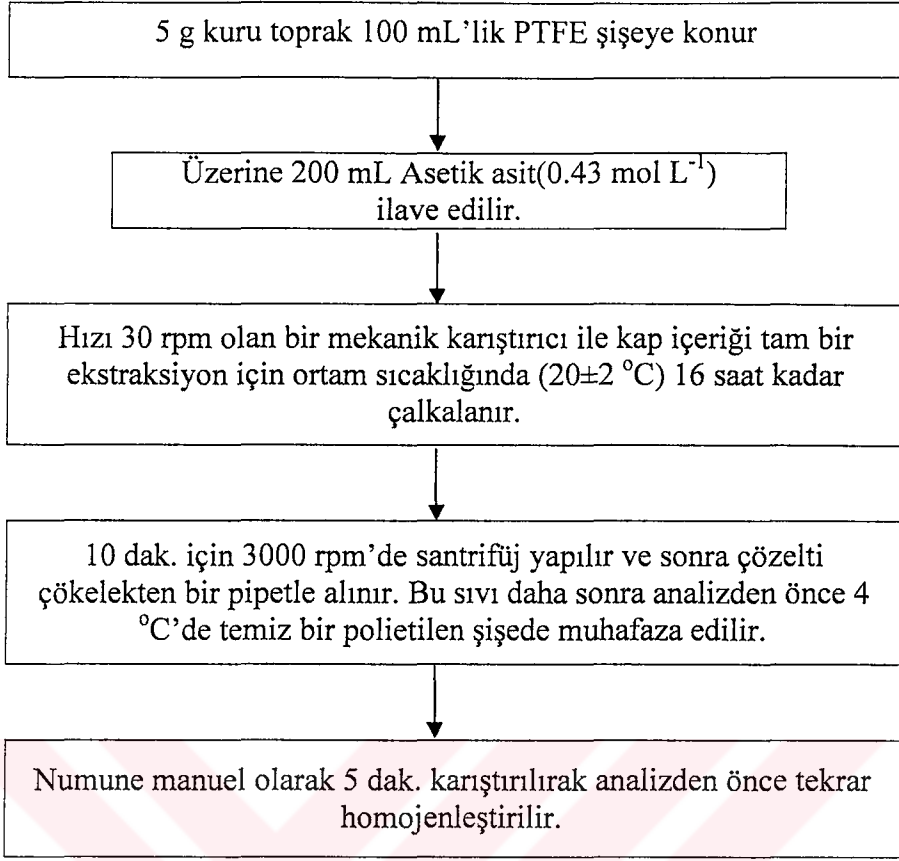 5 g kuru toprak 100 mL’lik PTFE şişeye konur
Üzerine 200 mL Asetik asit(0.43 mol L⁻¹)
ilave edilir.
Hızı 30 rpm olan bir mekanik karıştırıcı ile kap içeriği tam bir
ekstraksiyon için ortam sıcaklığında (20±2 °C) 16 saat kadar
çalkalanır.
10 dak. için 3000 rpm’de santrifüj yapılır ve sonra çözelti
çökelekten bir pipetle alınır. Bu sıvı daha sonra analizden önce 4
°C’de temiz bir polietilen şişede muhafaza edilir.
Numune manuel olarak 5 dak. karıştırılırak analizden önce tekrar
homojenleştirilir.